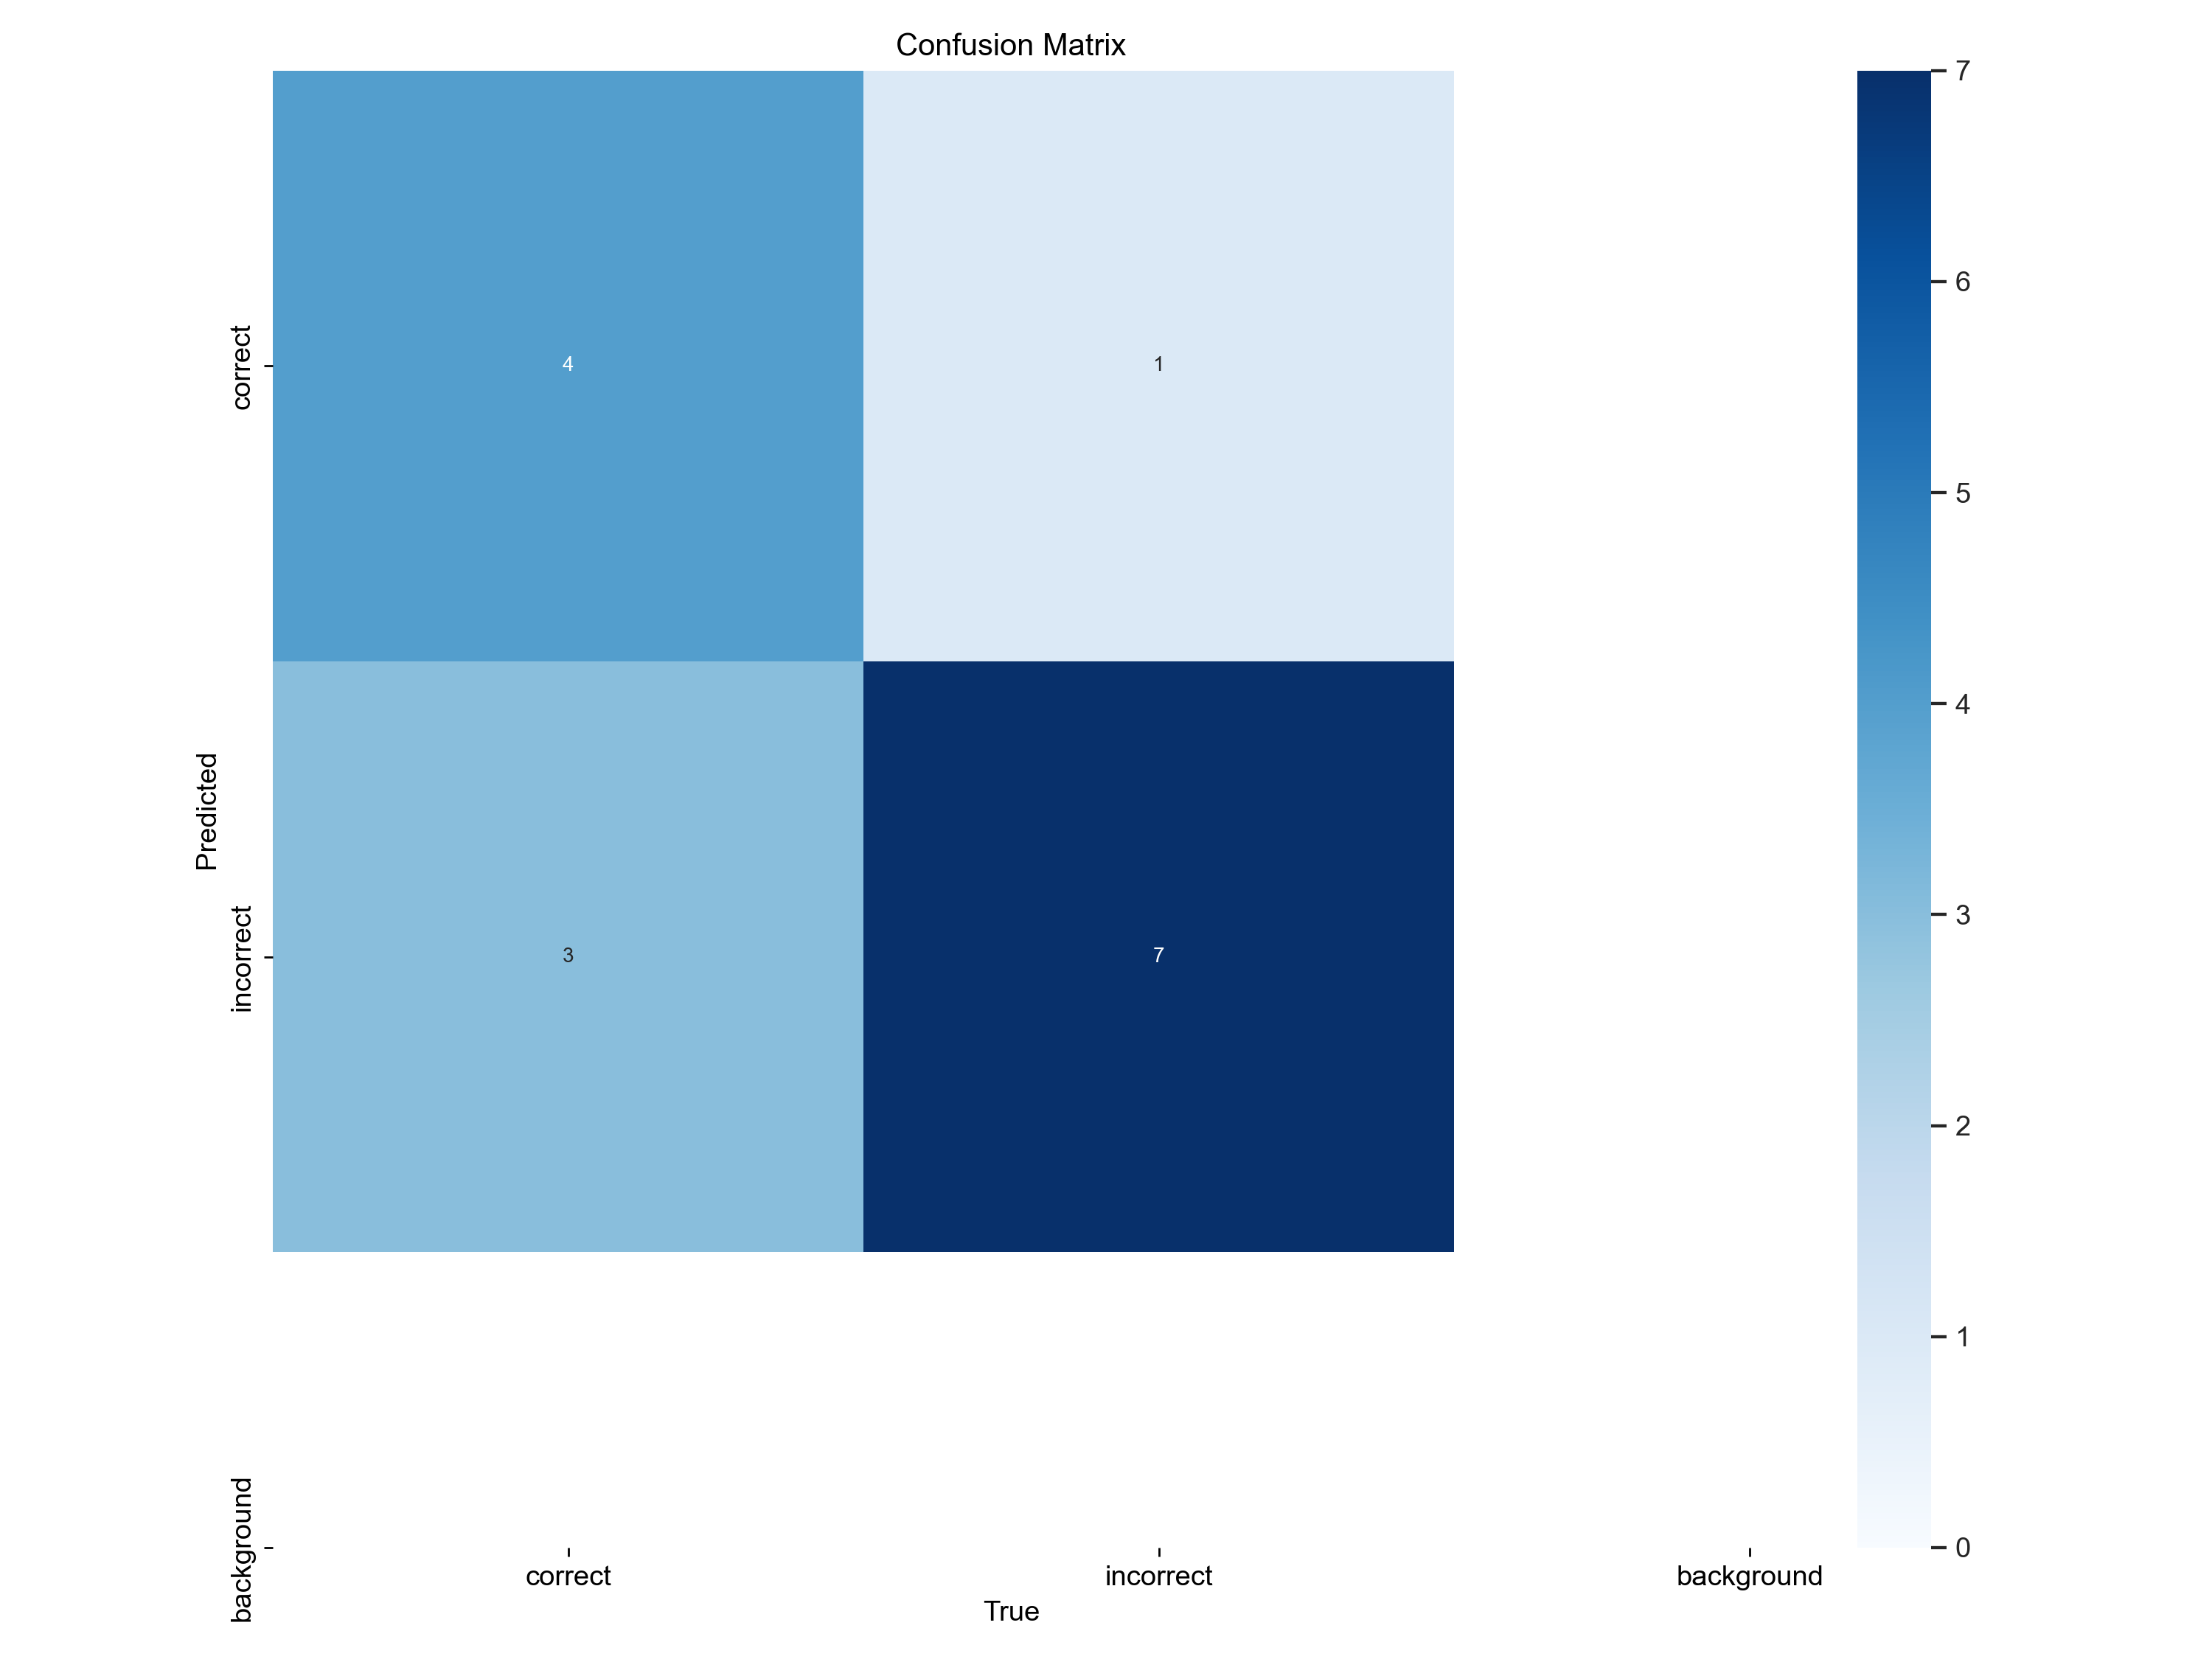 Confusion Matrix
correct
4
1
incorrect
3
7
background
Predicted
correct
incorrect
background
True
7
6
5
4
3
2
1
0